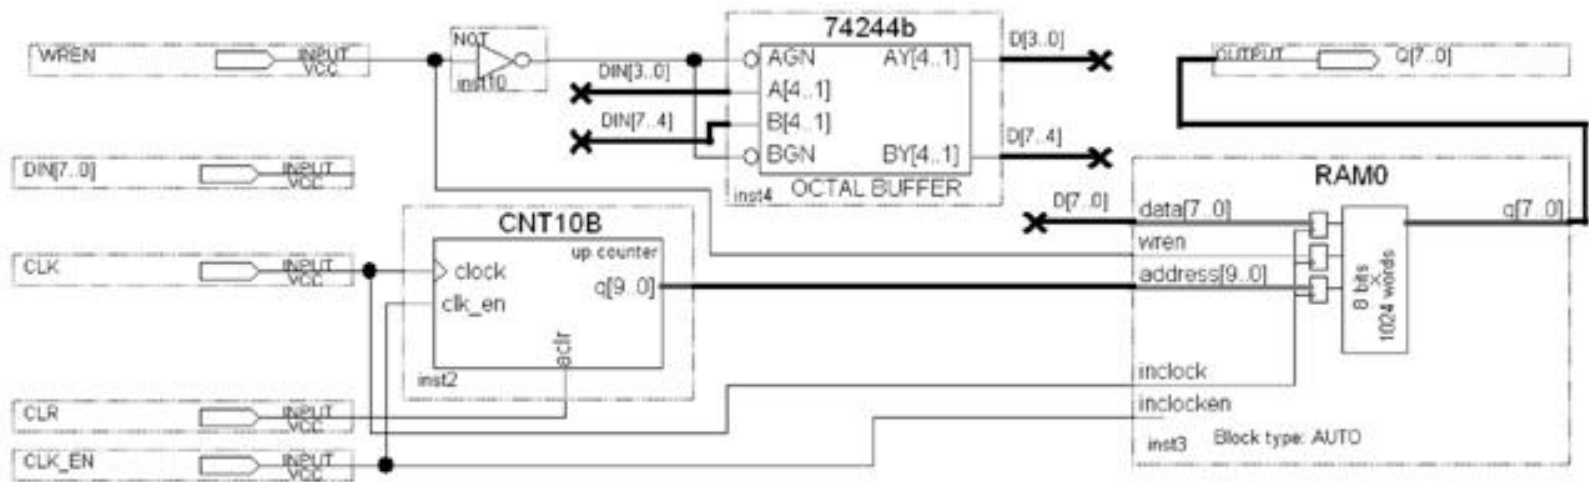 WREN
INPUT
VCC
NOT
inst10
DIN[3..0]
DIN[7..4]
74244b
AGN
AY[4..1]
A[4..1]
B[4..1]
BGN
BY[4..1]
inst4
OCTAL BUFFER
D[3..0]
D[7..4]
OUTPUT
Q[7..0]
DIN[7..0]
INPUT
VCC
CNT10B
up counter
clock
q[9..0]
clk_en
aclr
inst2
CLK
INPUT
VCC
CLR
INPUT
VCC
CLK_EN
INPUT
VCC
RAM0
D[7..0]
data[7..0]
q[7..0]
wren
address[9..0]
8 bits
×
1024 words
inclock
inclocken
inst3
Block type: AUTO